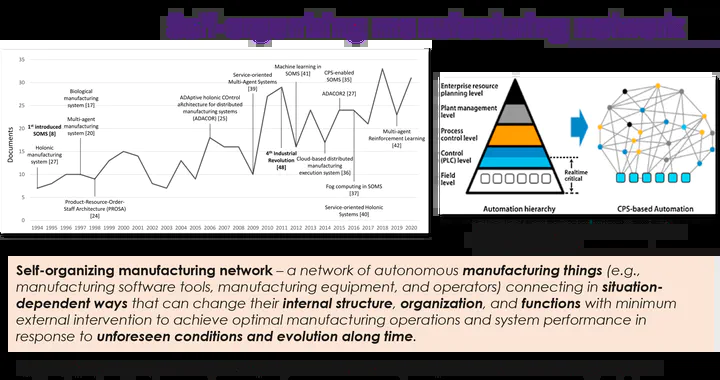 35
30
25
20
15
10
5
0
Documents
1st Introduced
SOMS [8]
Holonic
manufacturing
system [27]
Biological
manufacturing
system [17]
Multi-agent
manufacturing
system [20]
Product-Resource-Order-
Staff Architecture (PROSA)
[24]
ADAptive holonic COntrol
aRchitecture for distributed
manufacturing systems
(ADACOR) [25]
Service-oriented
Multi-Agent Systems
[39]
4th Industrial
Revolution
[48]
Machine learning in
SOMS [41]
Cloud-based distributed
manufacturing
execution system [36]
CPS-enabled
SOMS [35]
ADACOR2 [27]
Fog computing in SOMS
[37]
Service-oriented Holonic
Systems [40]
Multi-agent
Reinforcement Learning
[42]
1994 1995 1996 1997 1998 1999 2000 2001 2002 2003 2004 2005 2006 2007 2008 2009 2010 2011 2012 2013 2014 2015 2016 2017 2018 2019 2020
Enterprise resource
planning level
Plant management
level
Process
control level
Control
(PLC) level
Field
level
Realtime
critical
Automation hierarchy
CPS-based Automation
Self-organizing manufacturing network – a network of autonomous manufacturing things (e.g.,
manufacturing software tools, manufacturing equipment, and operators) connecting in situation-
dependent ways that can change their internal structure, organization, and functions with minimum
external intervention to achieve optimal manufacturing operations and system performance in
response to unforeseen conditions and evolution along time.